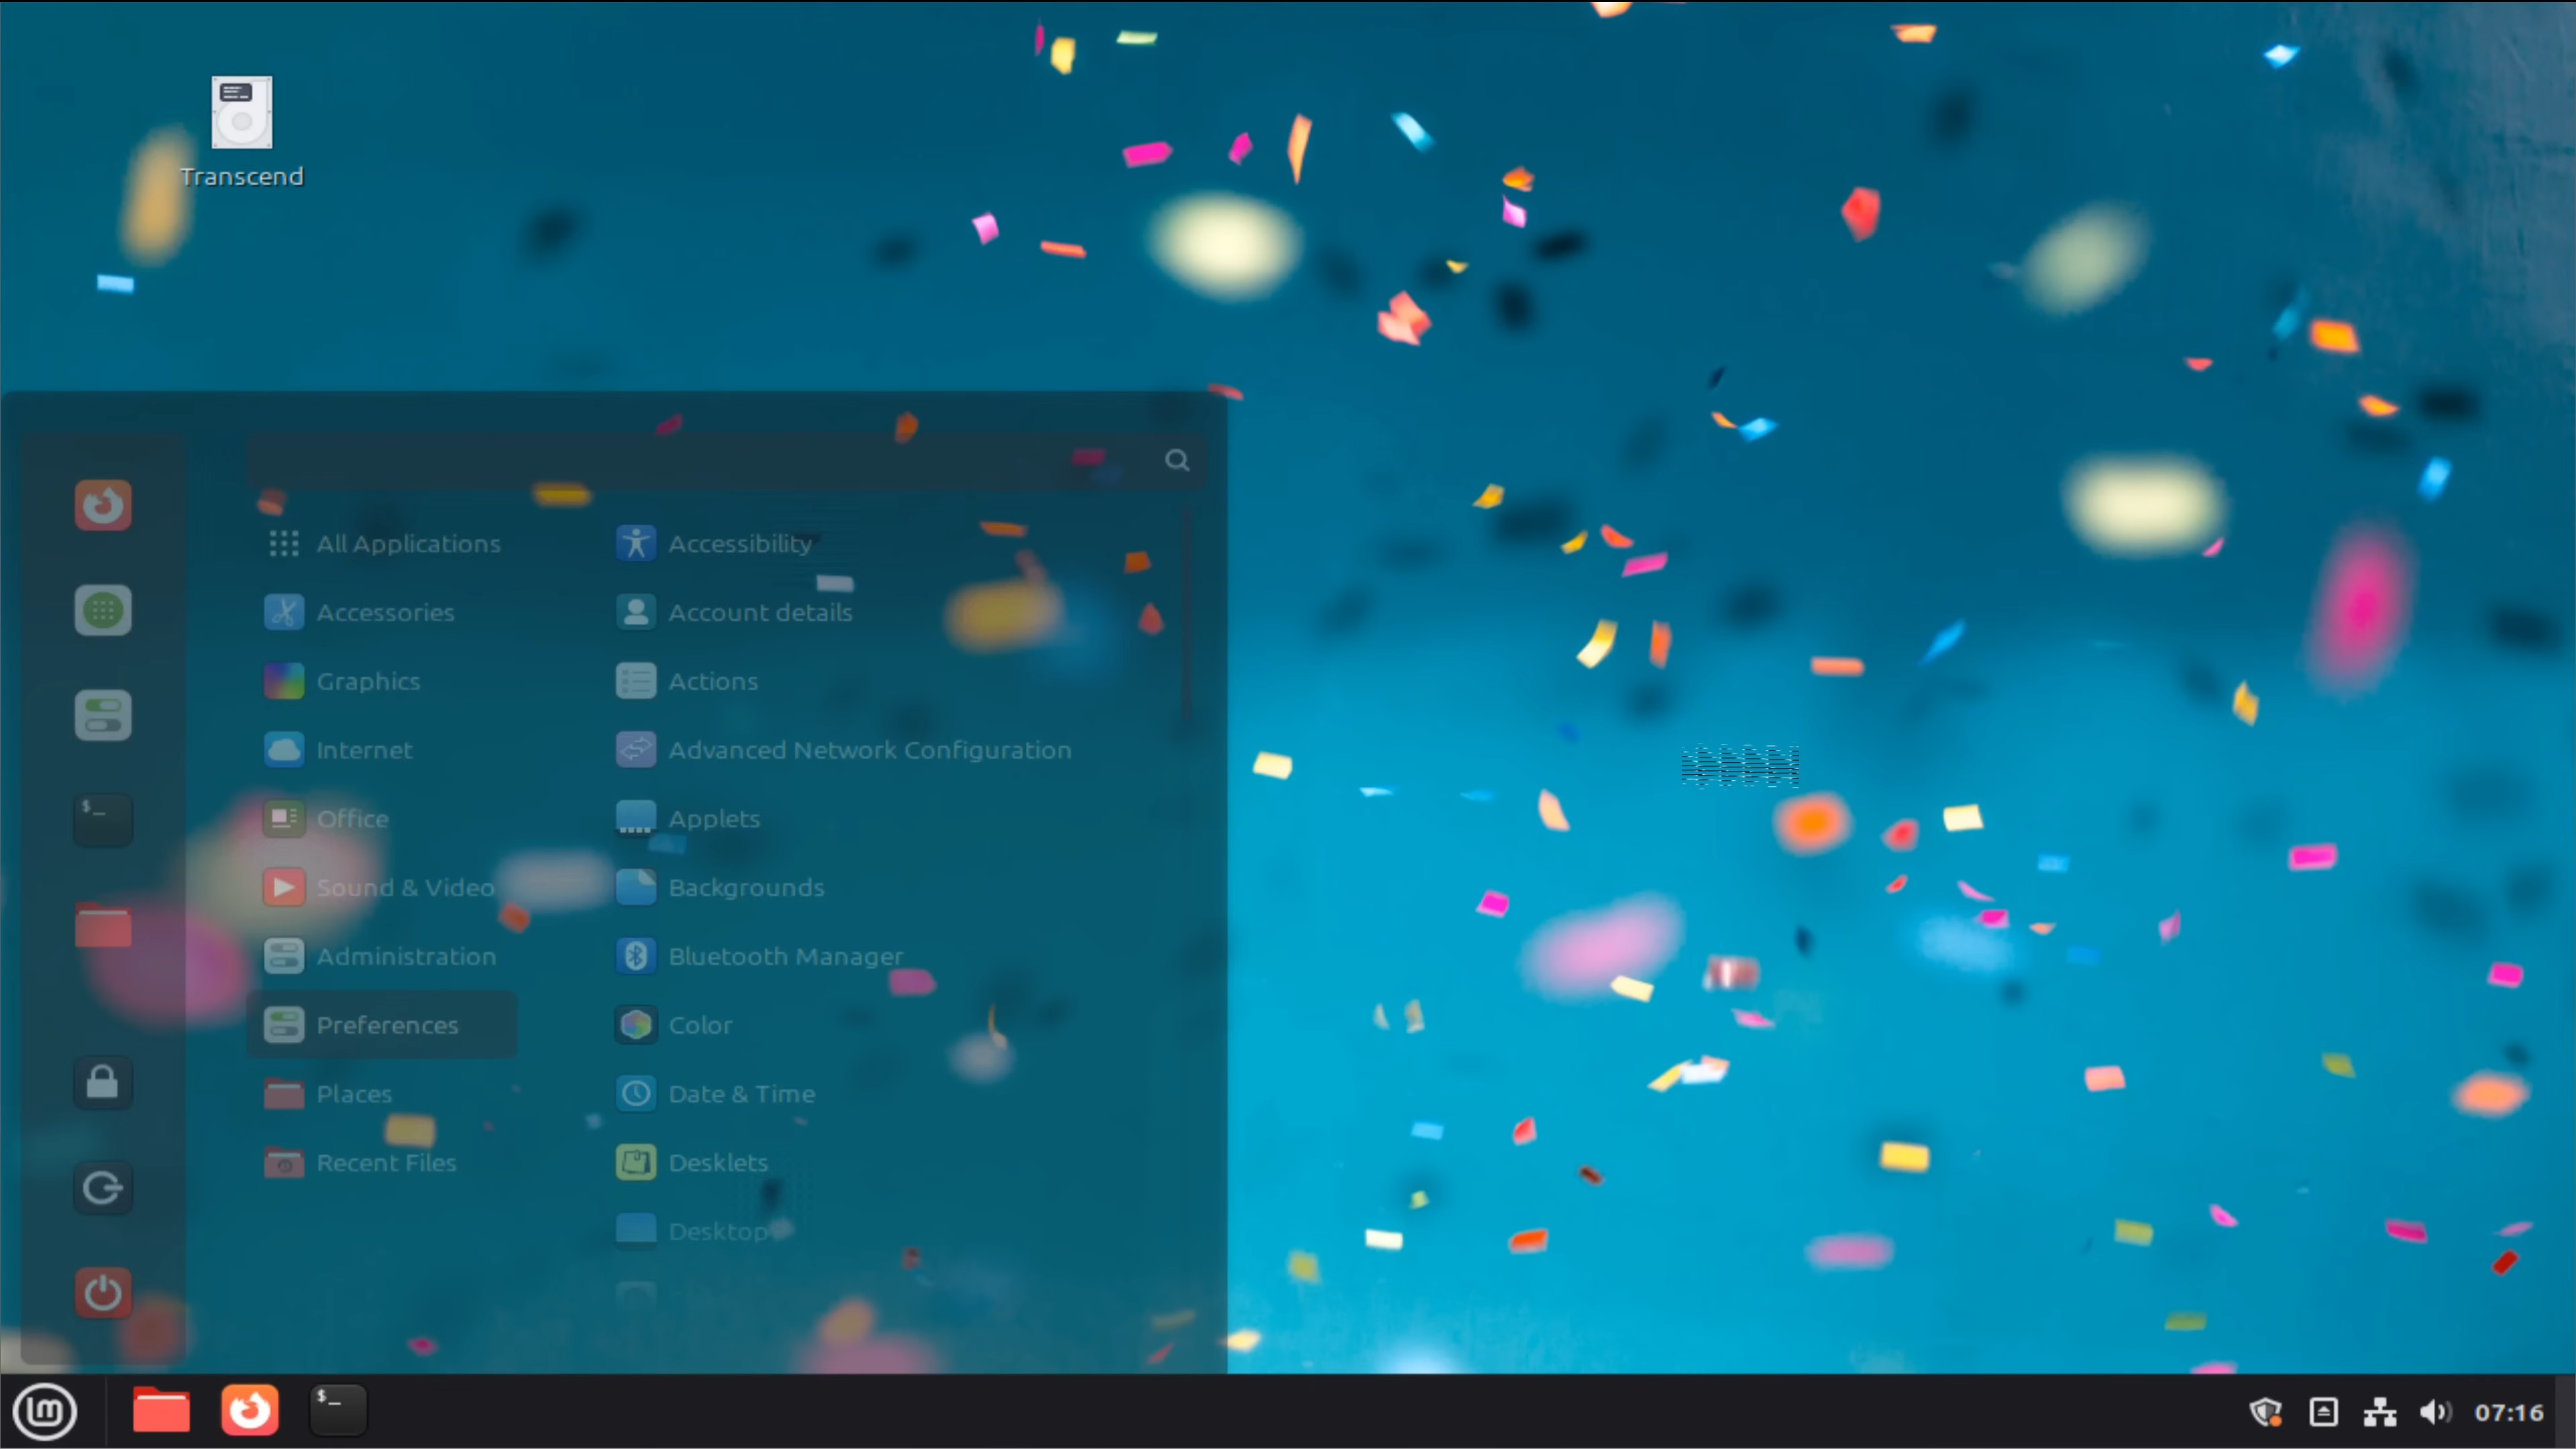 Transcend
All Applications
Accessories
Graphics
Internet
Office
Sound & Video
Administration
Preferences
Places
Recent Files
Accessibility
Account details
Actions
Advanced Network Configuration
Applets
Backgrounds
Bluetooth Manager
Color
Date & Time
Desklets
Desktop
$_
$_
lm
07:16